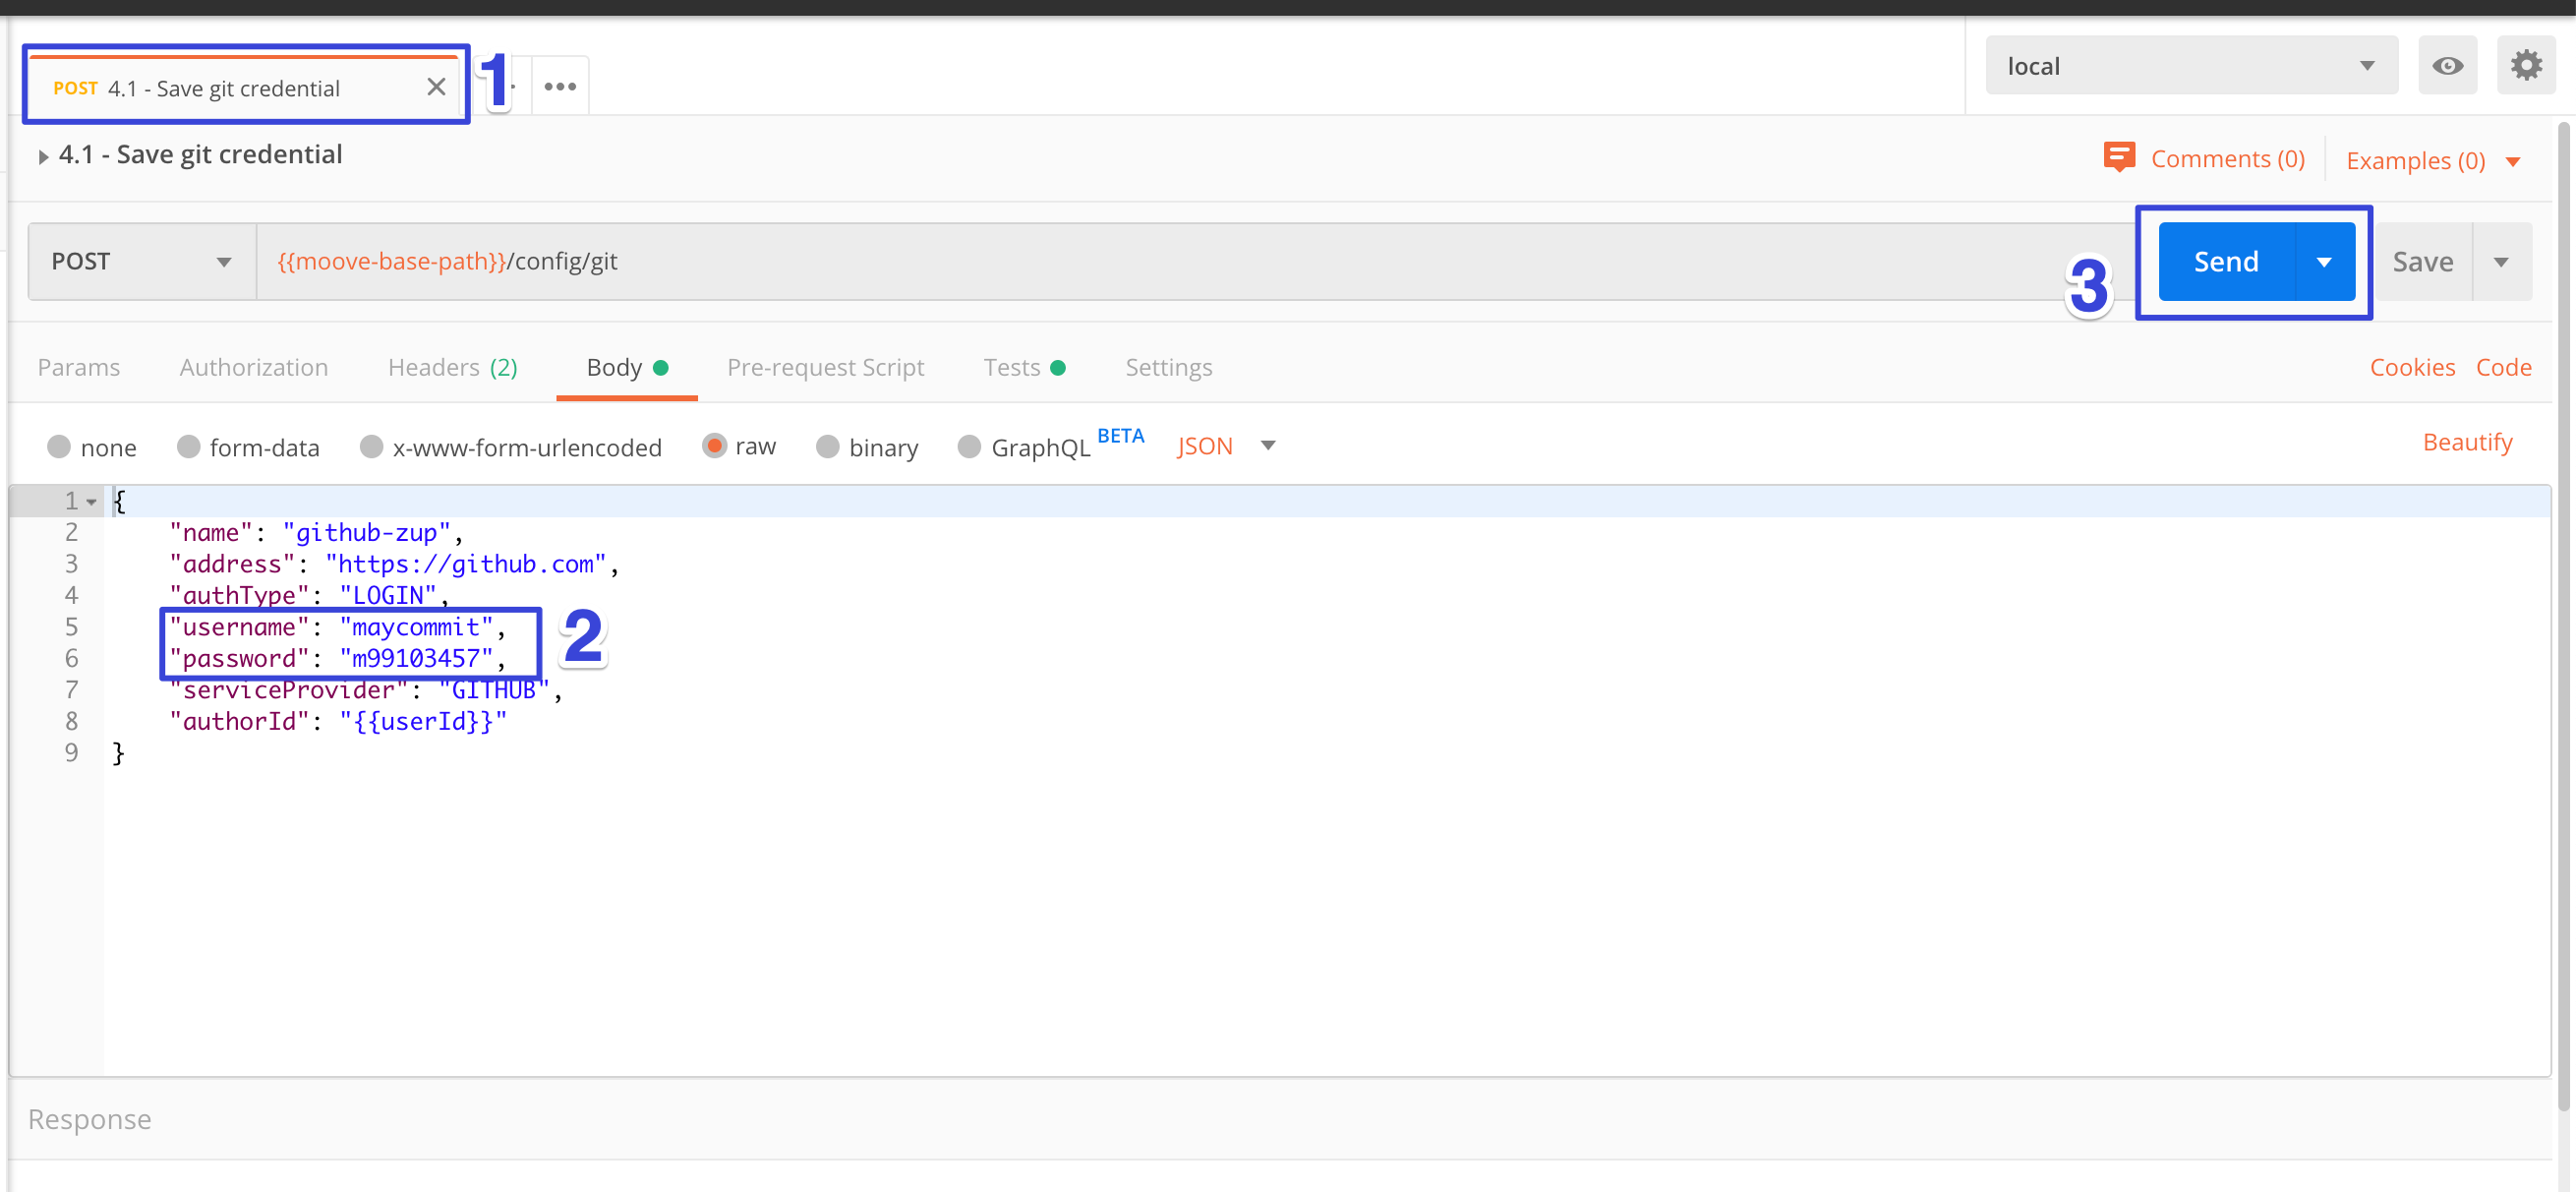 POST 4.1 - Save git credential
1
local
4.1 - Save git credential
Comments (0)
Examples (0)
POST
{{moove-base-path}}/config/git
3
Send
Save
Params
Authorization
Headers (2)
Body
Pre-request Script
Tests
Settings
Cookies
Code
none
form-data
x-www-form-urlencoded
raw
binary
GraphQL BETA
JSON
Beautify
1 {
2 "name": "github-zup",
3 "address": "https://github.com",
4 "authType": "LOGIN",
5 "username": "maycommit",
6 "password": "m99103457",
2
7 "serviceProvider": "GITHUB",
8 "authorId": "{{userId}}"
9 }
Response